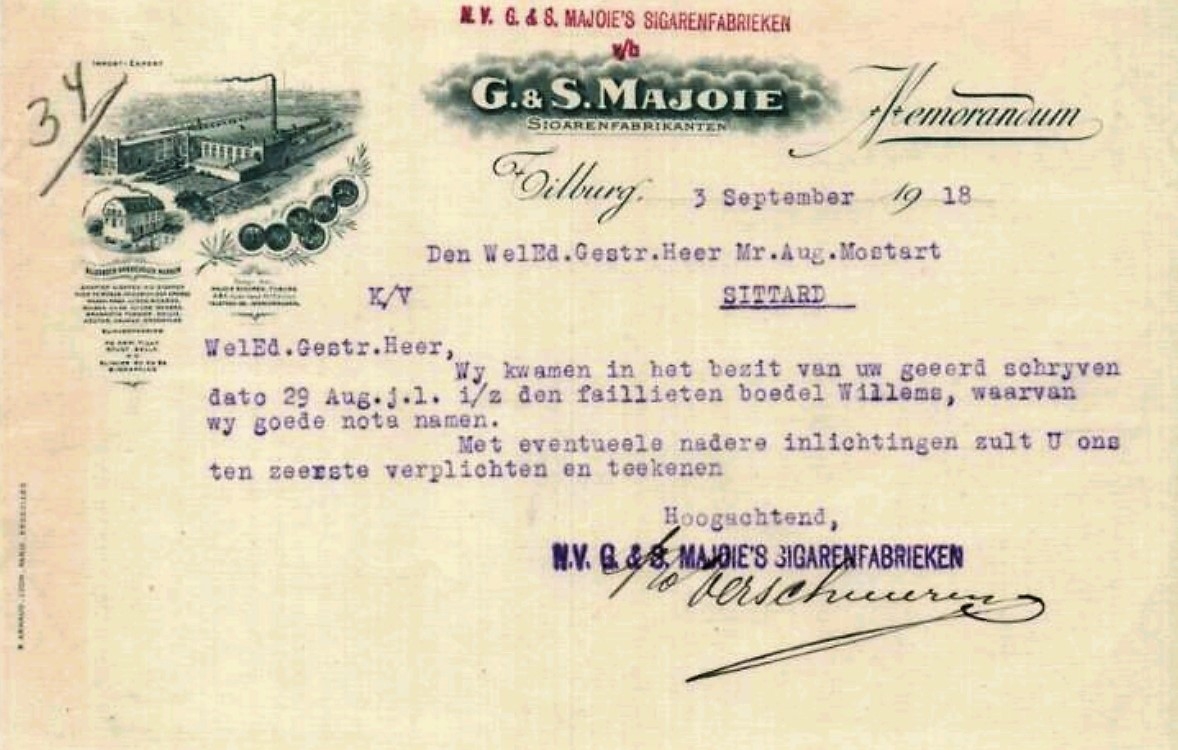 N.V. G. & S. MAJOIE'S SIGARENFABRIEKEN
v/h
IMPORT-EXPORT
34
G. & S. MAJOIE
SIGARENFABRIKANTEN
Memorandum
Tilburg, 3 September 1918
Den WelEd.Gestr.Heer Mr.Aug.Mostart
K/V SITTARD
WelEd.Gestr.Heer,
Wy kwamen in het bezit van uw geeerd schryven
dato 29 Aug.j.l. i/z den faillieten boedel Willems, waarvan
wy goede nota namen.
Met eventueele nadere inlichtingen zult U ons
ten zeerste verplichten en teekenen
Hoogachtend,
N.V. G. & S. MAJOIE'S SIGARENFABRIEKEN